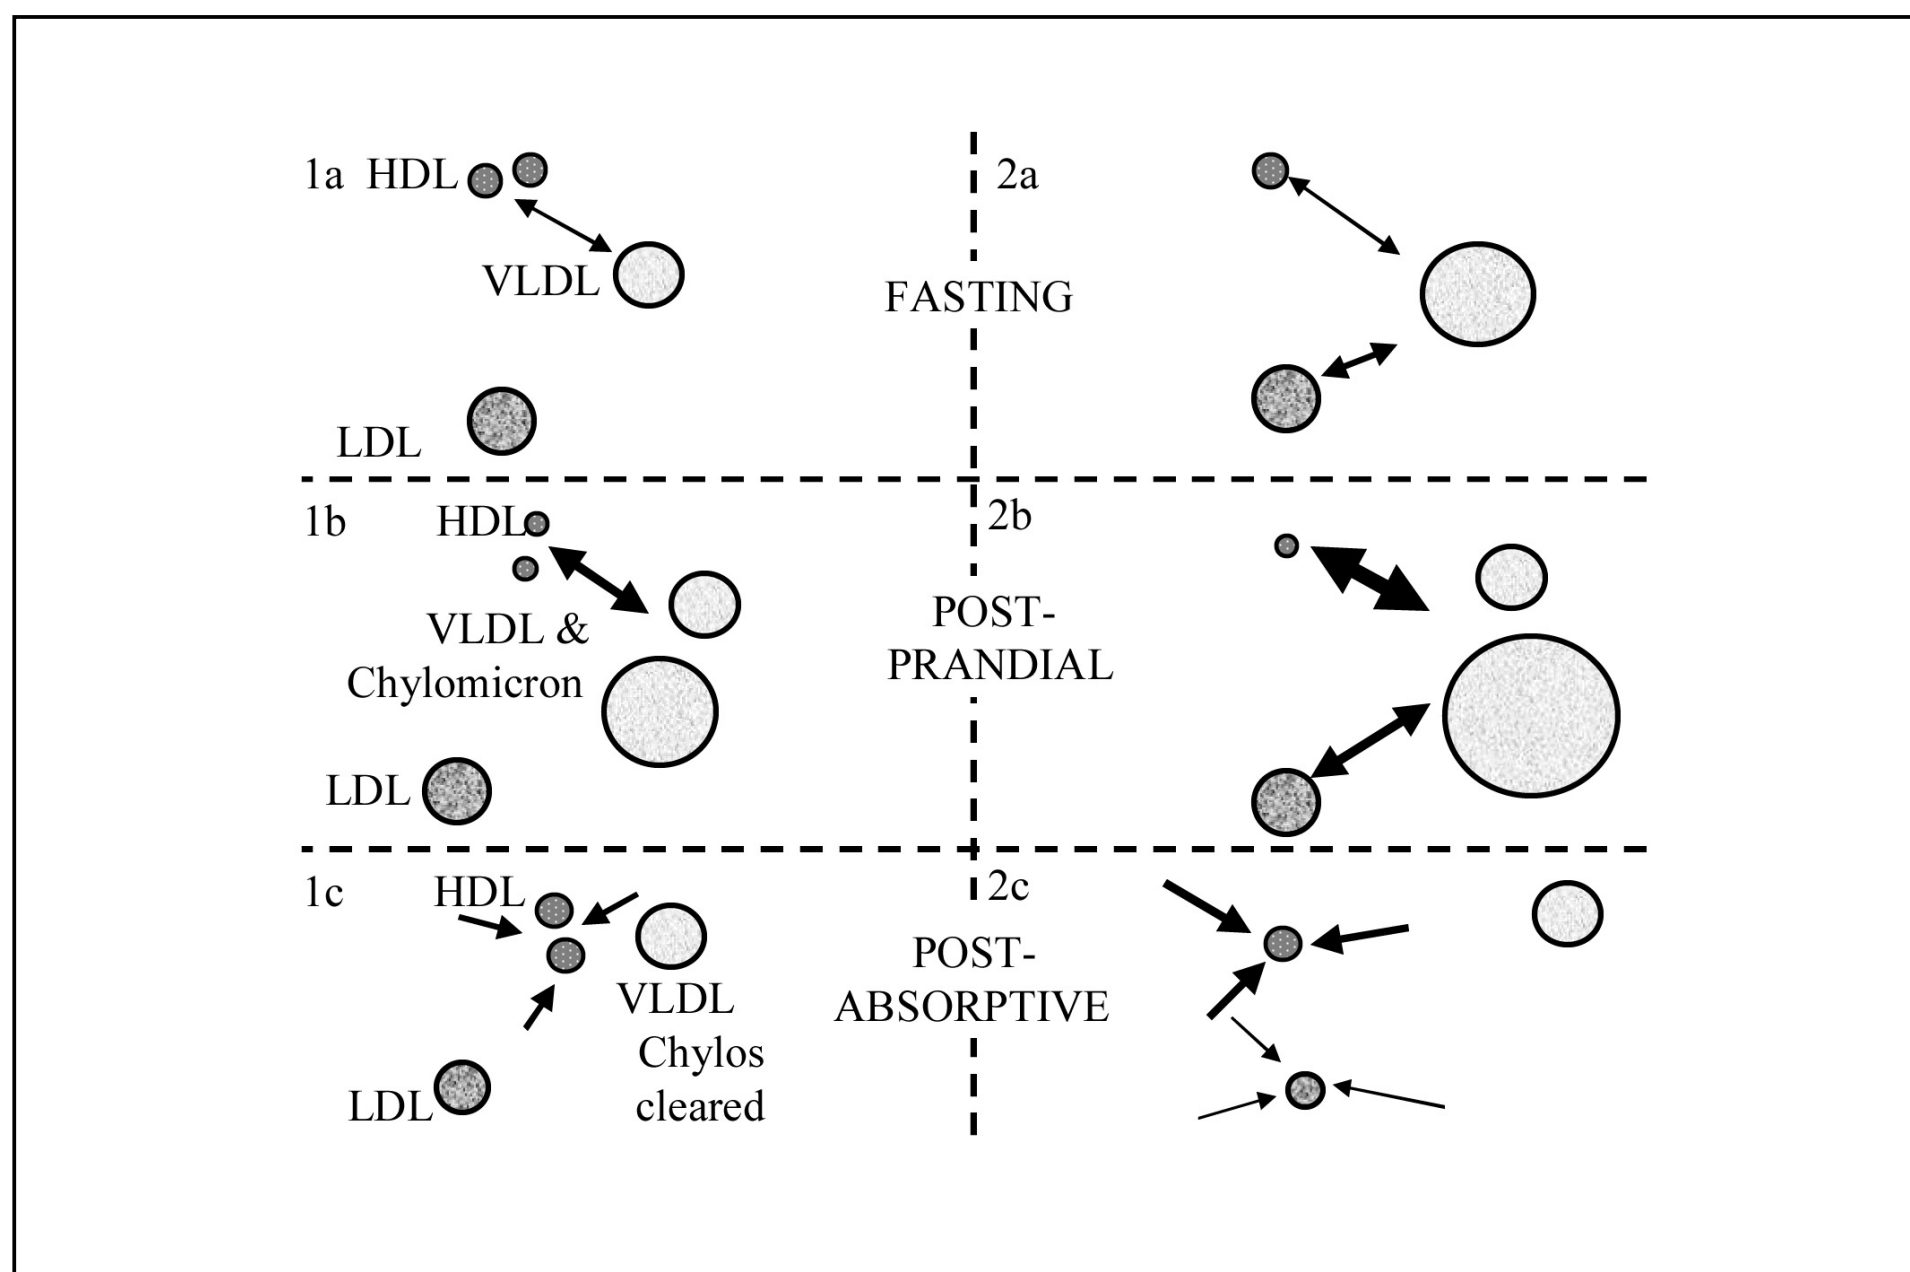 1a HDL
2a
VLDL
FASTING
LDL
1b HDL
2b
VLDL &
Chylomicron
POST-
PRANDIAL
LDL
1c HDL
2c
POST-
ABSORPTIVE
VLDL
Chylos
cleared
LDL